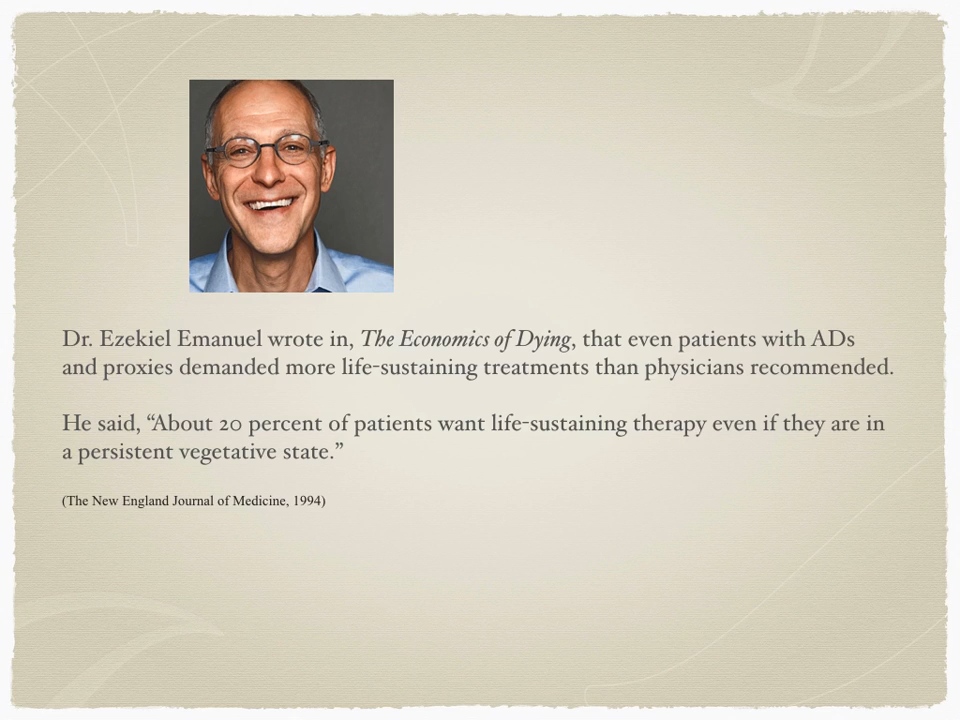 Dr. Ezekiel Emanuel wrote in, The Economics of Dying, that even patients with ADs
and proxies demanded more life-sustaining treatments than physicians recommended.
He said, “About 20 percent of patients want life-sustaining therapy even if they are in
a persistent vegetative state.”
(The New England Journal of Medicine, 1994)